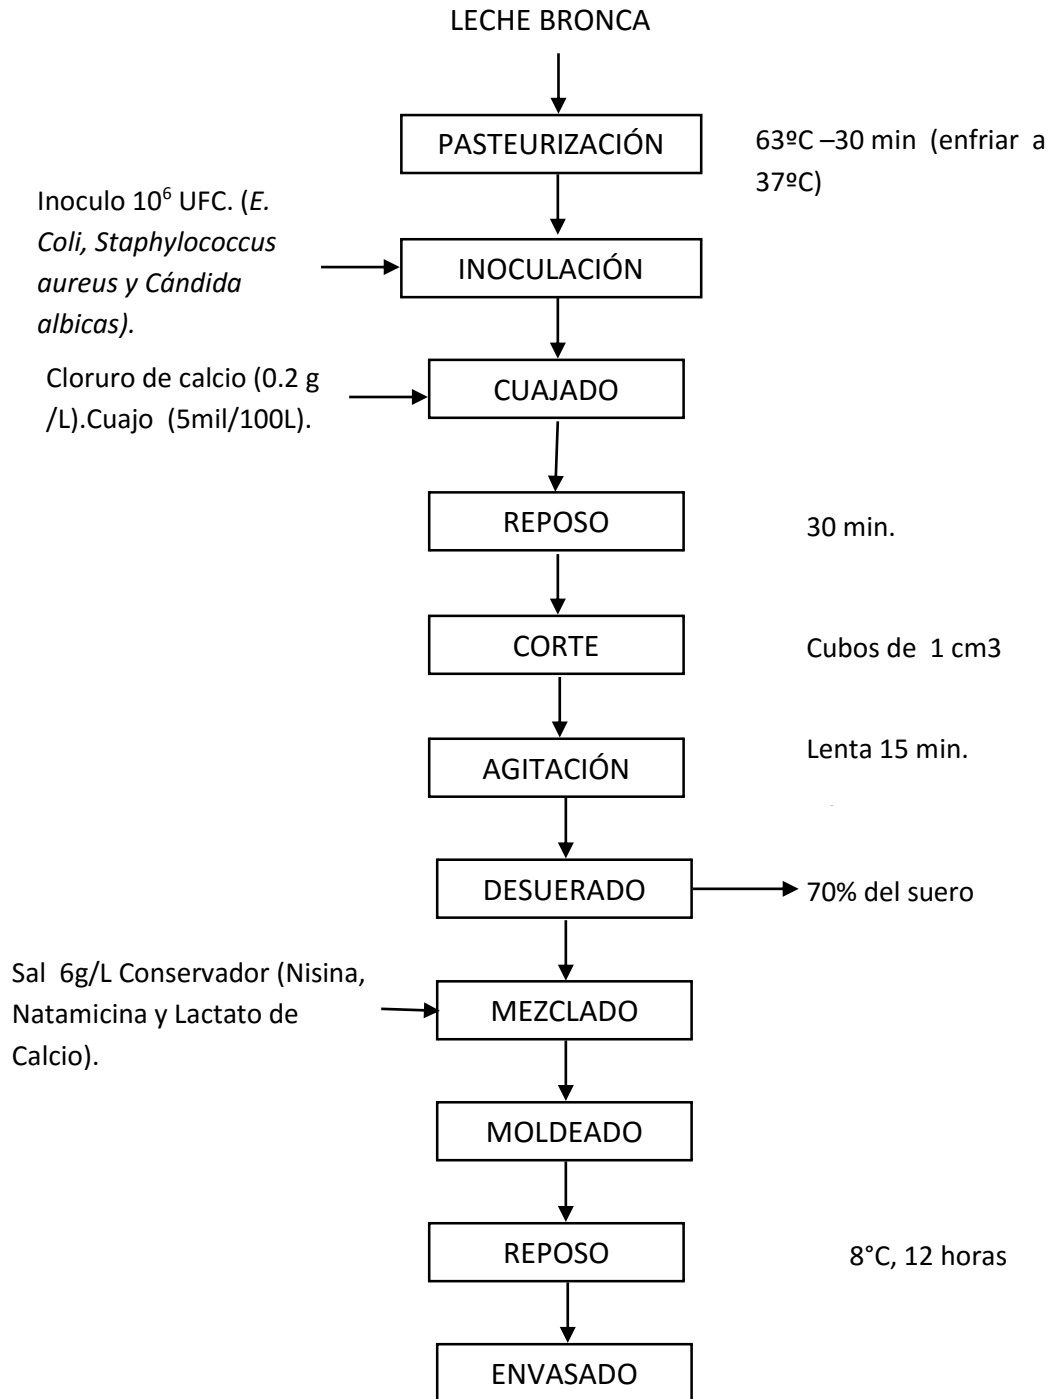 LECHE BRONCA
PASTEURIZACIÓN
63ºC –30 min (enfriar a
37ºC)
Inoculo 10⁶ UFC. (E.
Coli, Staphylococcus
aureus y Cándida
albicas).
INOCULACIÓN
Cloruro de calcio (0.2 g
/L).Cuajo (5mil/100L).
CUAJADO
REPOSO
30 min.
CORTE
Cubos de 1 cm3
AGITACIÓN
Lenta 15 min.
DESUERADO
70% del suero
Sal 6g/L Conservador (Nisina,
Natamicina y Lactato de
Calcio).
MEZCLADO
MOLDEADO
REPOSO
8°C, 12 horas
ENVASADO